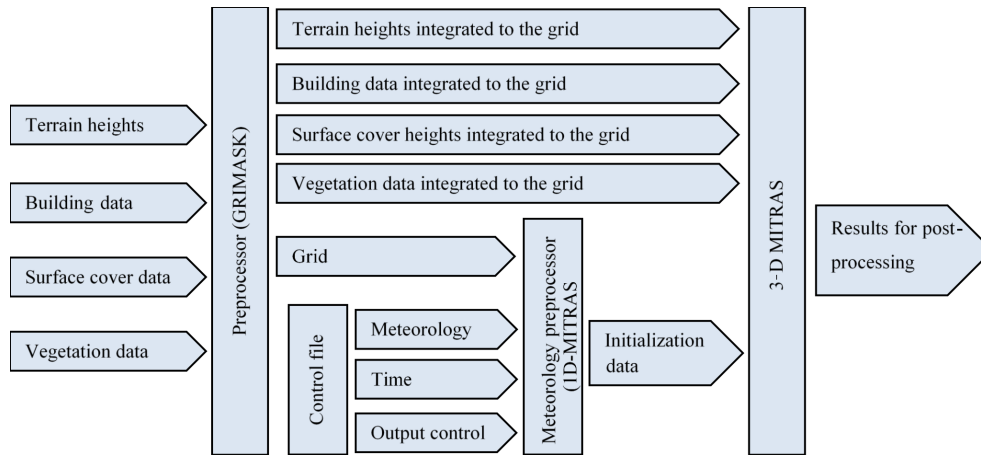 Terrain heights
Building data
Surface cover data
Vegetation data
Preprocessor (GRIMASK)
Terrain heights integrated to the grid
Building data integrated to the grid
Surface cover heights integrated to the grid
Vegetation data integrated to the grid
Grid
Control file
Meteorology
Time
Output control
Meteorology preprocessor
(1D-MITRAS
Initialization
data
3-D MITRAS
Results for post-
processing